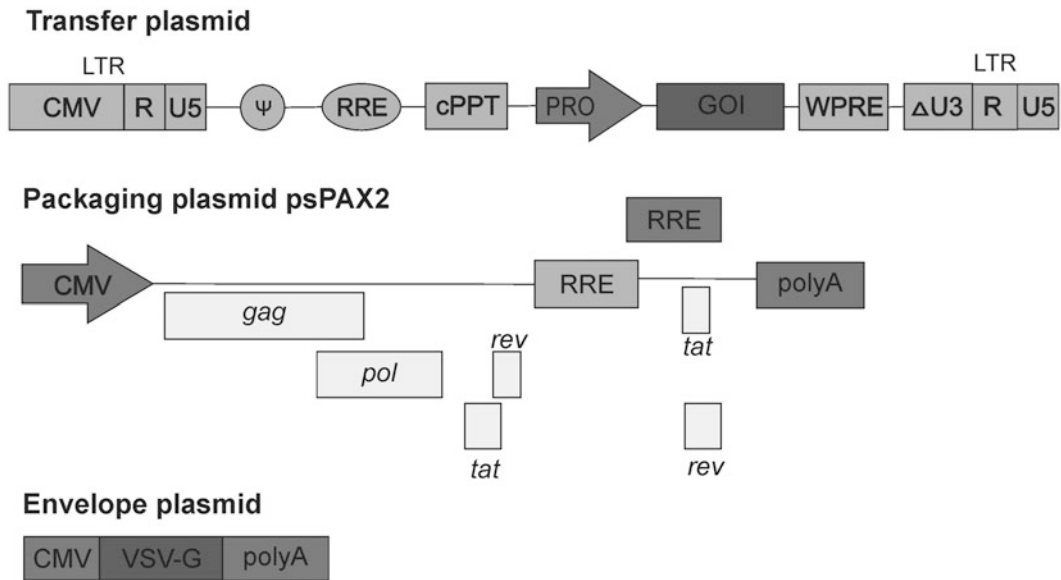 Transfer plasmid
LTR LTR
CMV R U5 Ψ RRE cPPT PRO GOI WPRE ΔU3 R U5
Packaging plasmid psPAX2
RRE
CMV RRE polyA
gag
rev tat
pol
tat rev
Envelope plasmid
CMV VSV-G polyA